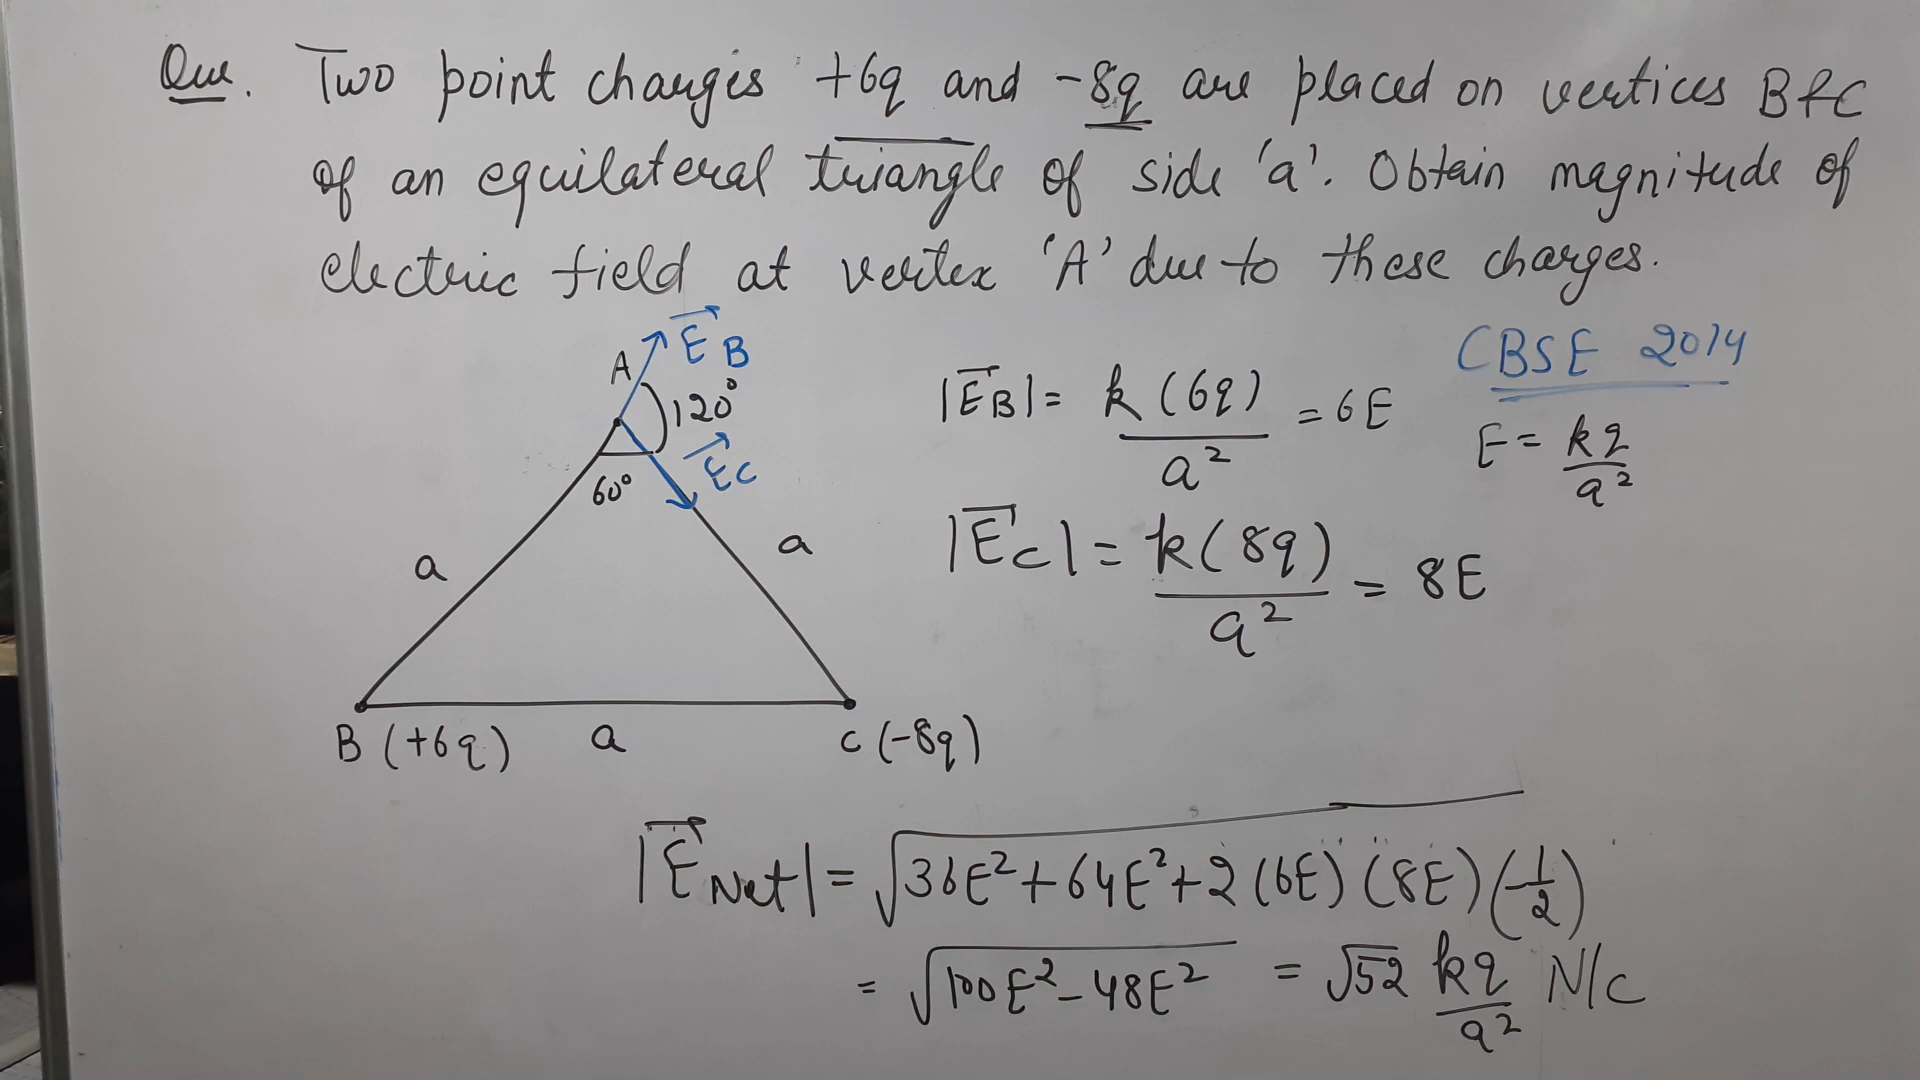 Que. Two point charges +6q and -8q are placed on vertices B & C
of an equilateral triangle of side 'a'. Obtain magnitude of
electric field at vertex 'A' due to these charges.
CBSE 2014
A E⃗B
120°
E⃗C
60°
a a
B (+6q) a C (-8q)
|E⃗B| = k(6q)/a² = 6E
E = kq/a²
|E⃗C| = k(8q)/a² = 8E
|E⃗Net| = √(36E² + 64E² + 2(6E)(8E)(-1/2))
= √(100E² - 48E²) = √52 kq/a² N/C